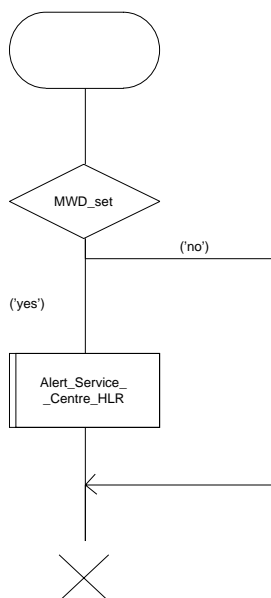 MWD_set
('no')
('yes')
Alert_Service_
_Centre_HLR